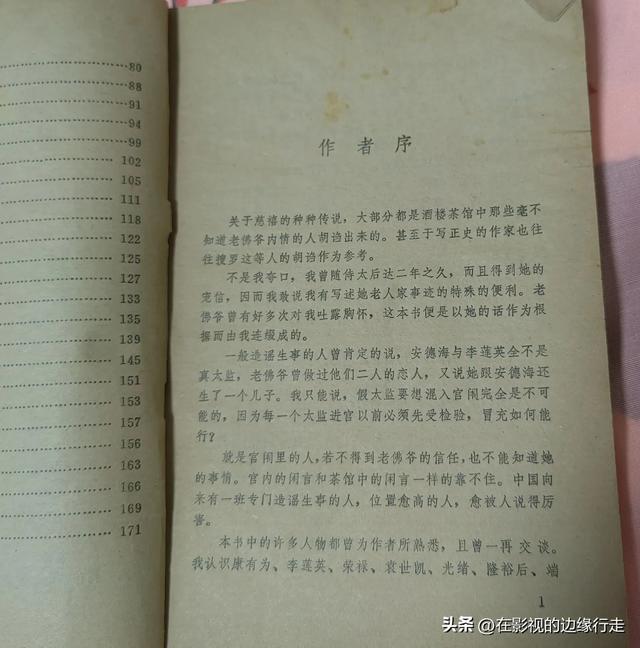 80
88
91
94
99
102
105
111
118
122
125
127
133
135
139
145
151
153
157
156
163
166
169
171
作者序
关于慈禧的种种传说，大部分都是酒楼茶馆中那些毫不
知道老佛爷内情的人胡诌出来的。甚至于写正史的作家也往
往搜罗这等人的胡诌作为参考。
不是我夸口，我曾随侍太后达二年之久，而且得到她的
宠信，因而我敢说我有写述她老人家事迹的特殊的便利。老
佛爷曾有好多次对我吐露胸怀，这本书便是以她的话作为根
据而由我连缀成的。
一般造谣生事的人曾肯定的说，安德海与李莲英全不是
真太监，老佛爷曾做过他们二人的恋人，又说她跟安德海还
生了一个儿子。我只能说，假太监要想混入宫闱完全是不可
能的，因为每一个太监进宫以前必须先受检验，冒充如何能
行？
就是宫闱里的人，若不得到老佛爷的信任，也不能知道她
的事情。宫内的闲言和茶馆中的闲言一样的靠不住。中国向
来有一班专门造谣生事的人，位置愈高的人，愈被人说得厉
害。
本书中的许多人物都曾为作者所熟悉，且曾一再交谈。
我认识康有为、李莲英、荣禄、袁世凯、光绪、隆裕后、端
1
头条 @在影视的边缘行走